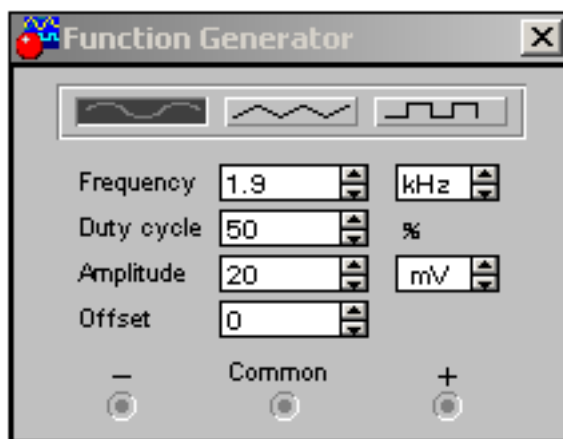 Function Generator
Frequency 1.9 kHz
Duty cycle 50 %
Amplitude 20 mV
Offset 0
− Common +